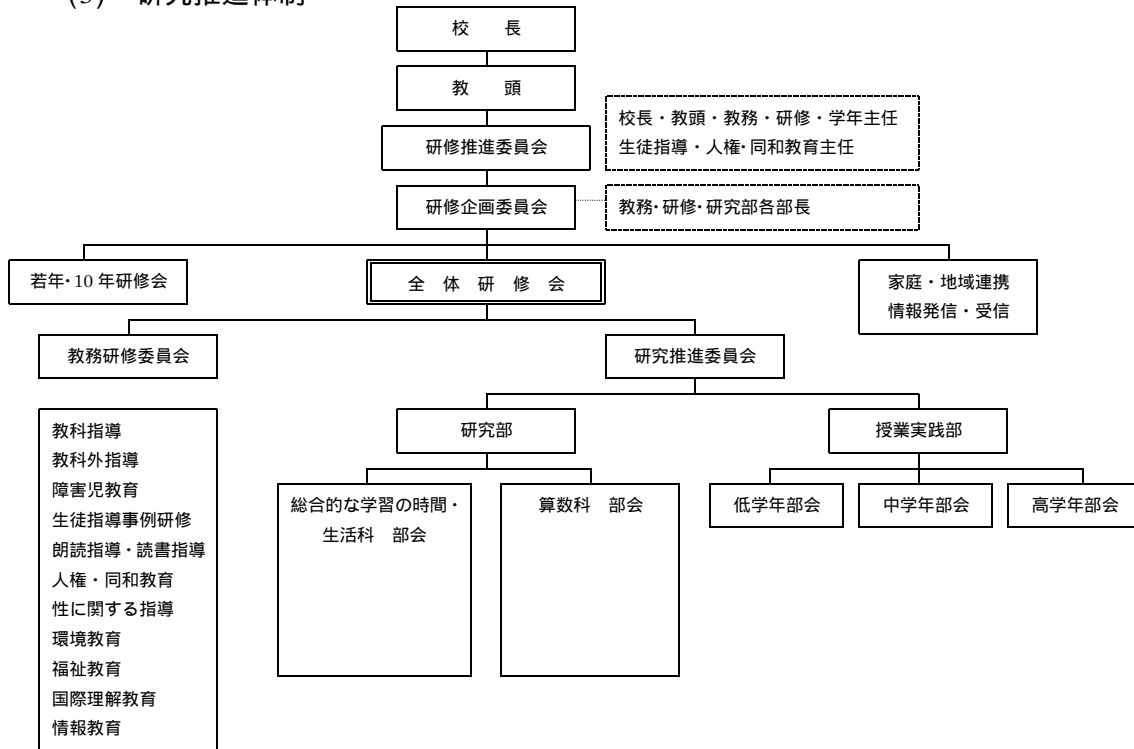 (3) 研究推進体制
校 長
教 頭
校長・教頭・教務・研修・学年主任
生徒指導・人権・同和教育主任
研修推進委員会
研修企画委員会
教務・研修・研究部各部長
若年・10 年研修会
全 体 研 修 会
家庭・地域連携
情報発信・受信
教務研修委員会
研究推進委員会
教科指導
教科外指導
障害児教育
生徒指導事例研修
朗読指導・読書指導
人権・同和教育
性に関する指導
環境教育
福祉教育
国際理解教育
情報教育
研究部
授業実践部
総合的な学習の時間・
生活科 部会
算数科 部会
低学年部会
中学年部会
高学年部会